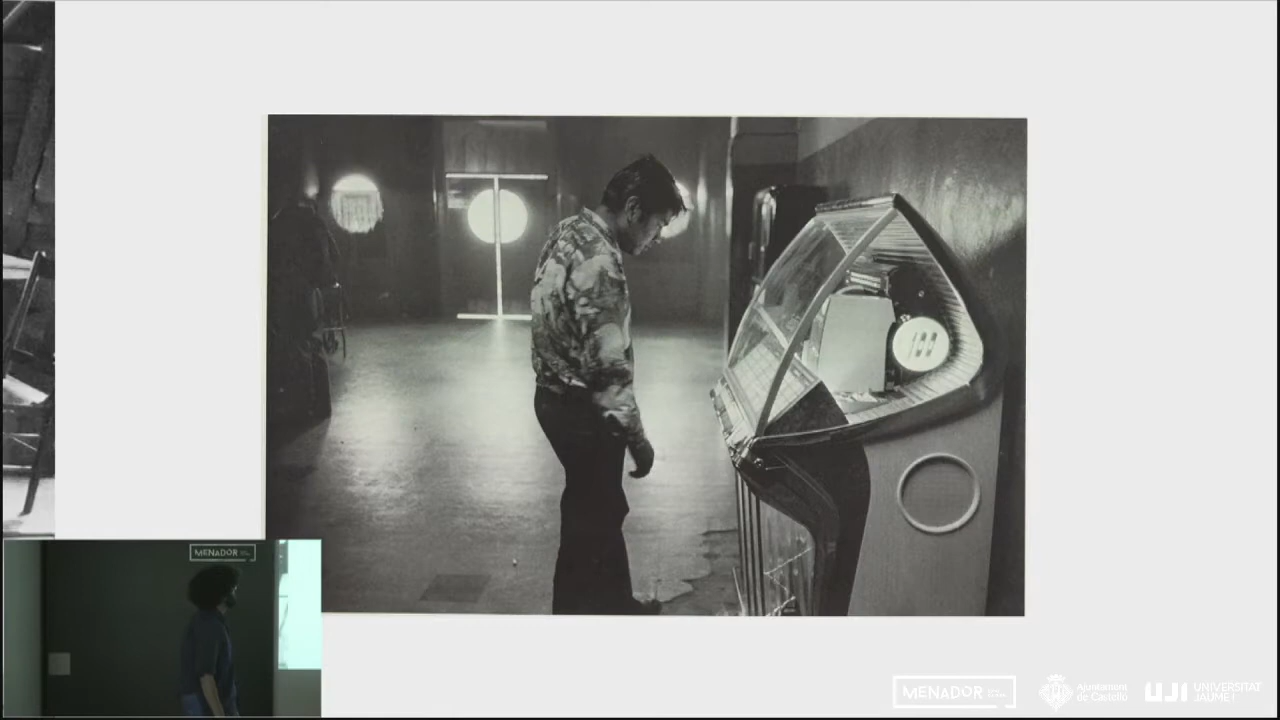 MENADOR
MENADOR
Ajuntament
de Castelló
UJI UNIVERSITAT
JAUME I